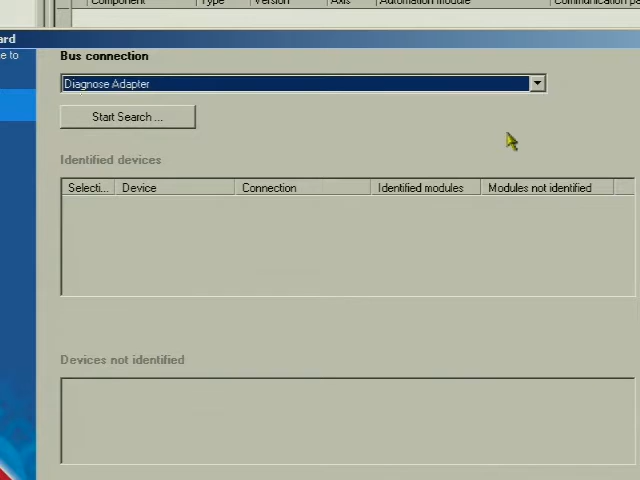 Component Type Version Axis Automation module
ard
e to
Bus connection
Diagnose Adapter
Start Search ...
Identified devices
Selecti... Device Connection Identified modules Modules not identified
Devices not identified